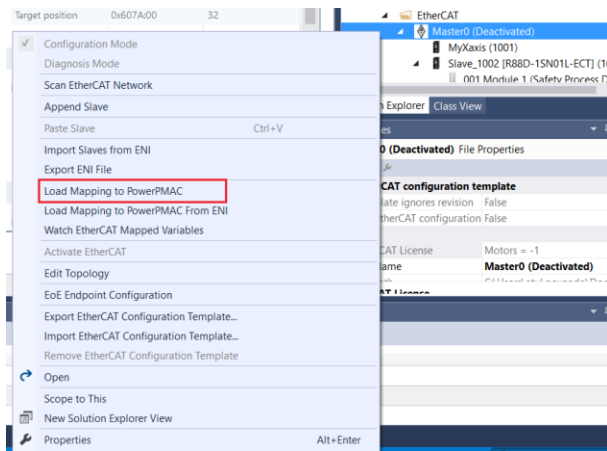 Target position 0x607A:00 32
Configuration Mode
Diagnosis Mode
Scan EtherCAT Network
Append Slave
Paste Slave Ctrl+V
Import Slaves from ENI
Export ENI File
Load Mapping to PowerPMAC
Load Mapping to PowerPMAC From ENI
Watch EtherCAT Mapped Variables
Activate EtherCAT
Edit Topology
EoE Endpoint Configuration
Export EtherCAT Configuration Template...
Import EtherCAT Configuration Template...
Remove EtherCAT Configuration Template
Open
Scope to This
New Solution Explorer View
Properties Alt+Enter
EtherCAT
Master0 (Deactivated)
MyXaxis (1001)
Slave_1002 [R88D-1SN01L-ECT] (10
001 Module 1 (Safety Process D
n Explorer Class View
es
0 (Deactivated) File Properties
CAT configuration template
late ignores revision False
therCAT configuration False
CAT License Motors = -1
ame Master0 (Deactivated)
AT License